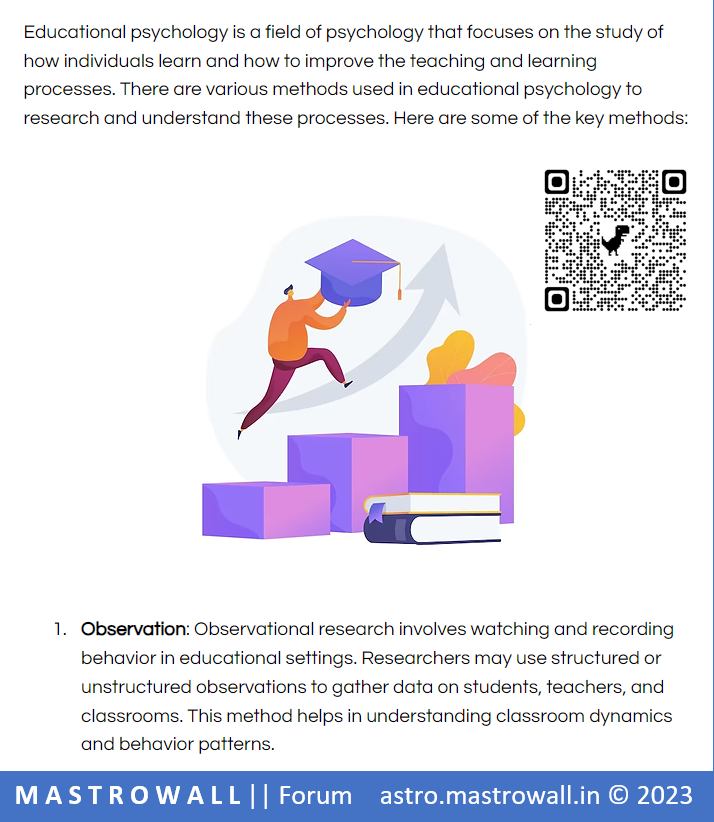 Educational psychology is a field of psychology that focuses on the study of
how individuals learn and how to improve the teaching and learning
processes. There are various methods used in educational psychology to
research and understand these processes. Here are some of the key methods:
1. Observation: Observational research involves watching and recording
behavior in educational settings. Researchers may use structured or
unstructured observations to gather data on students, teachers, and
classrooms. This method helps in understanding classroom dynamics
and behavior patterns.
MASTROWALL || Forum astro.mastrowall.in © 2023